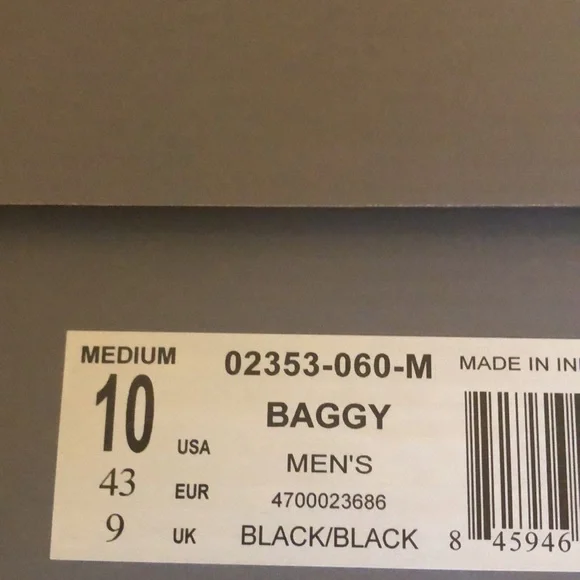 MEDIUM
10 USA
43 EUR
9 UK
02353-060-M
BAGGY
MEN'S
4700023686
BLACK/BLACK
MADE IN
8 45946